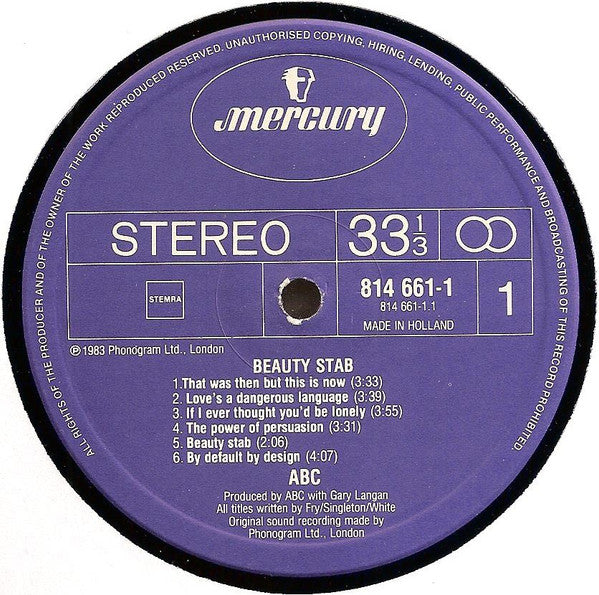 ALL RIGHTS OF THE PRODUCER AND OF THE OWNER OF THE WORK REPRODUCED RESERVED. UNAUTHORISED COPYING, HIRING, LENDING, PUBLIC PERFORMANCE AND BROADCASTING OF THIS RECORD PROHIBITED.
mercury
STEREO 33 1/3
STEMRA
814 661-1
814 661-1.1
MADE IN HOLLAND
1
℗ 1983 Phonogram Ltd., London
BEAUTY STAB
1.That was then but this is now (3:33)
2. Love's a dangerous language (3:39)
3. If I ever thought you'd be lonely (3:55)
4. The power of persuasion (3:31)
5. Beauty stab (2:06)
6. By default by design (4:07)
ABC
Produced by ABC with Gary Langan
All titles written by Fry/Singleton/White
Original sound recording made by
Phonogram Ltd., London